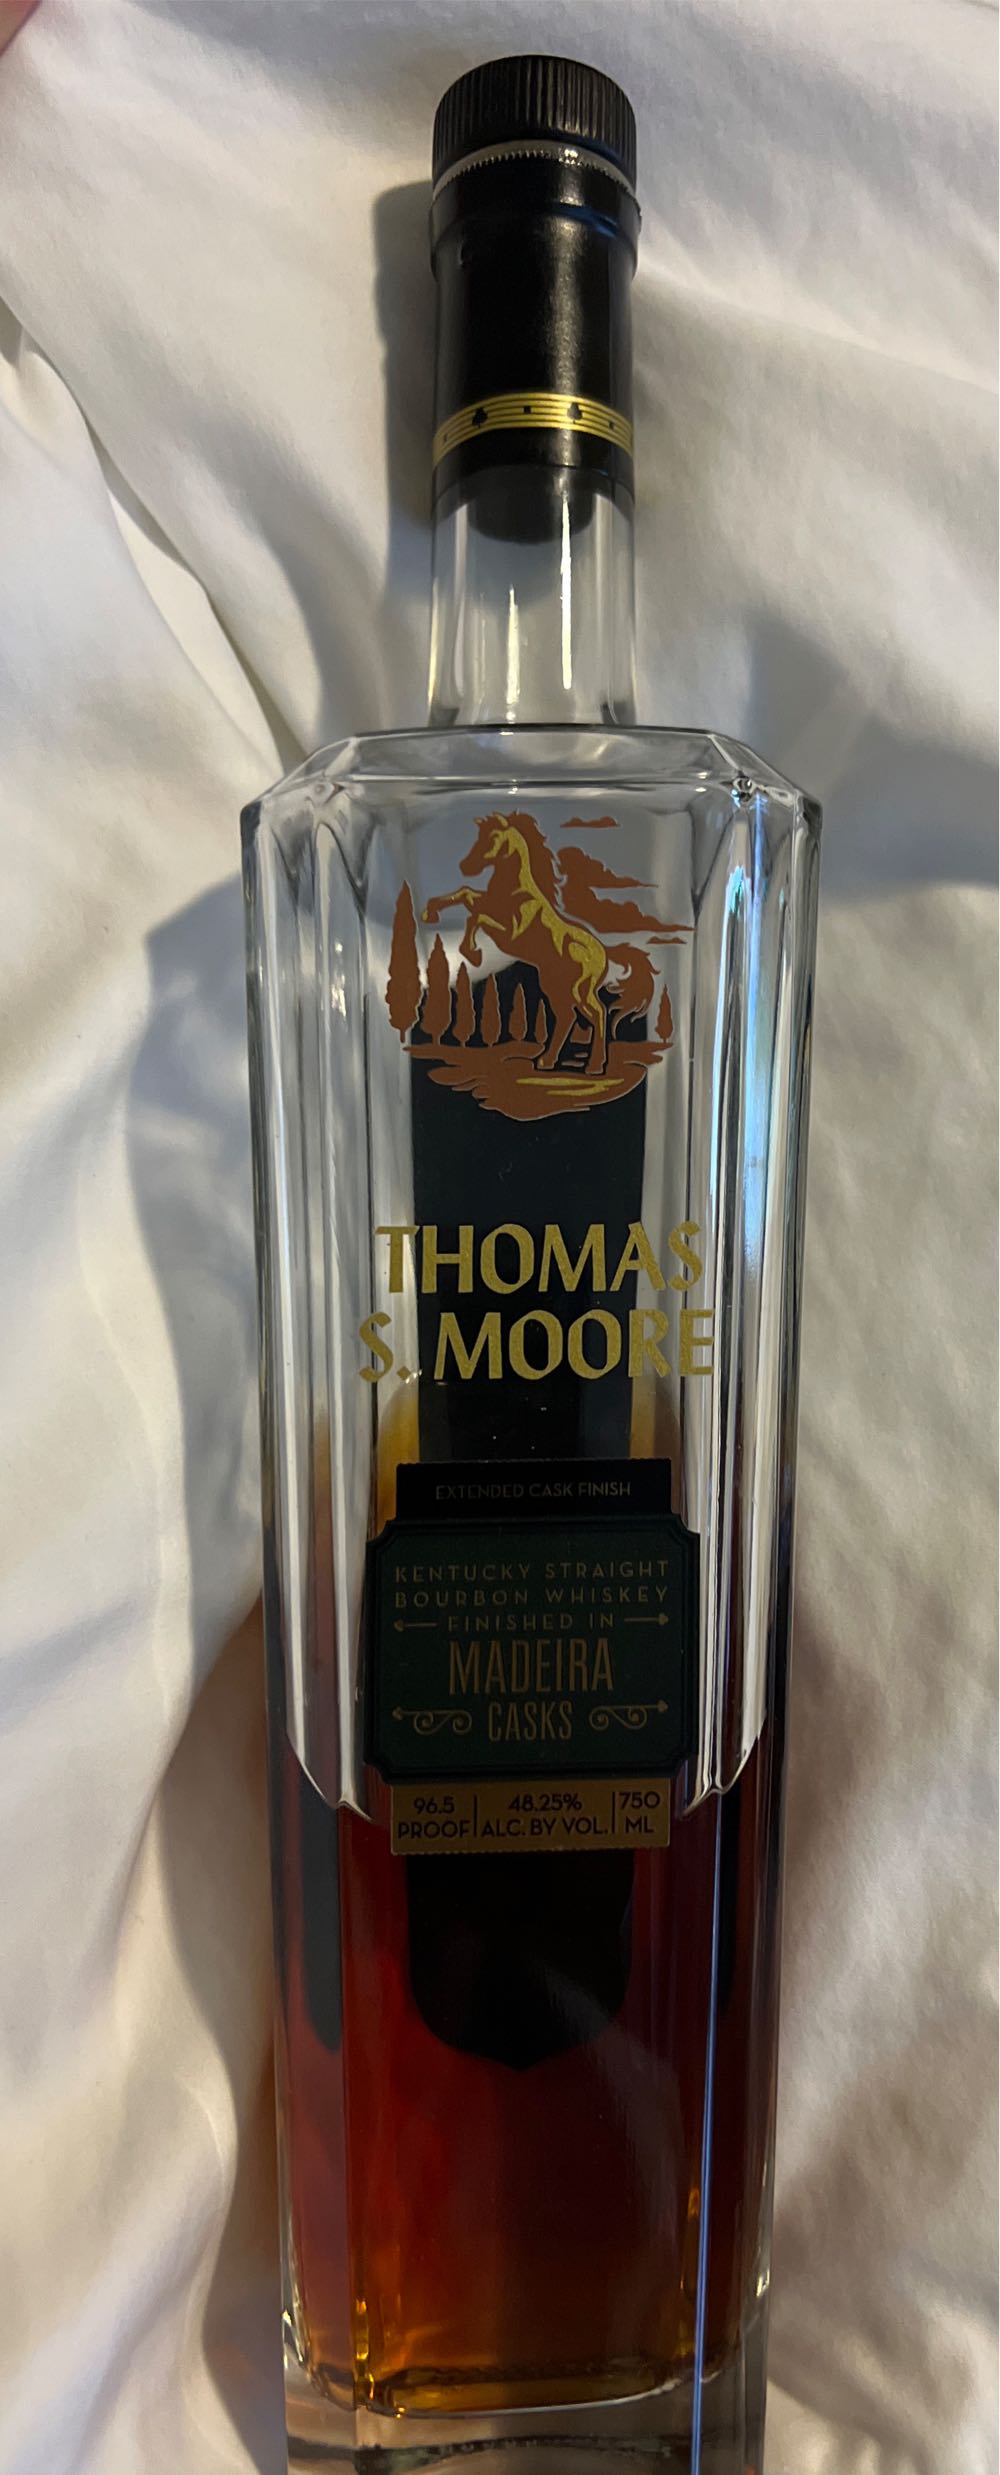 THOMAS
S. MOORE
EXTENDED CASK FINISH
KENTUCKY STRAIGHT
BOURBON WHISKEY
FINISHED IN
MADEIRA
CASKS
96.5 PROOF
48.25% ALC. BY VOL.
750 ML